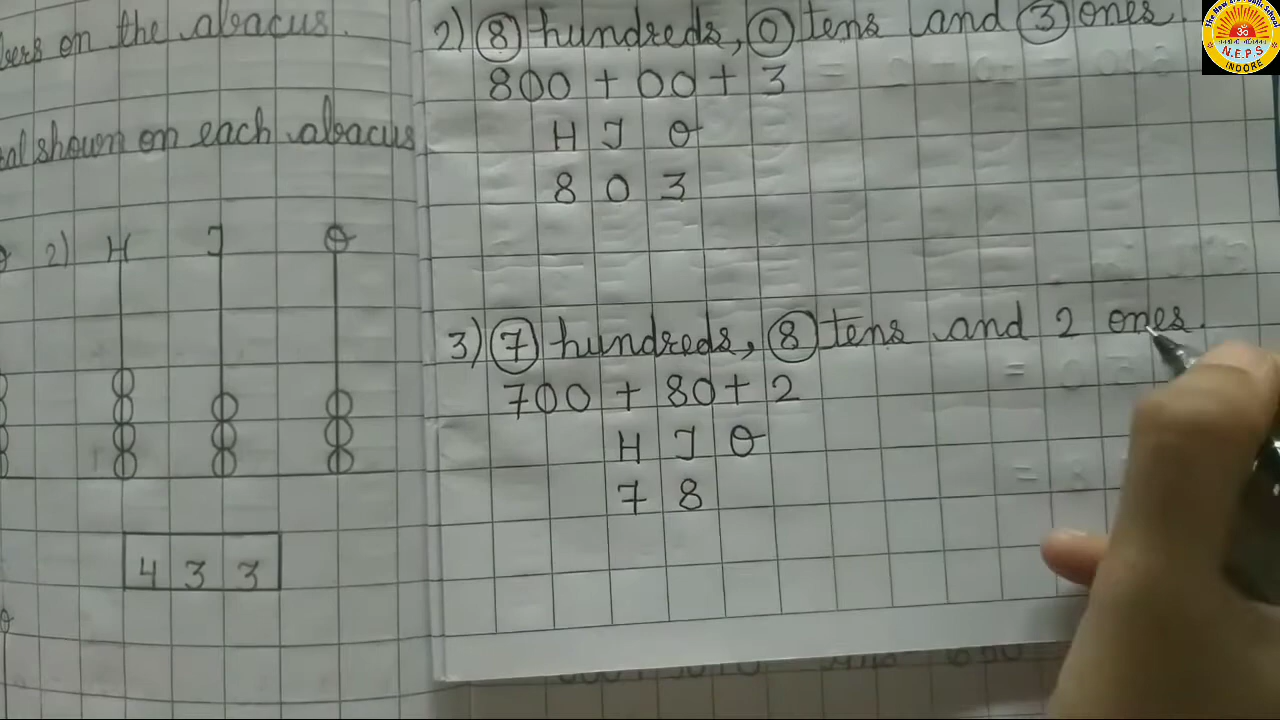 on the abacus.
shown on each abacus
2) H T O
4 3 3
2) 8 hundreds, 0 tens and 3 ones.
800 + 00 + 3
H T O
8 0 3
3) 7 hundreds, 8 tens and 2 ones.
700 + 80 + 2
H T O
7 8
N.E.P.S
INDORE